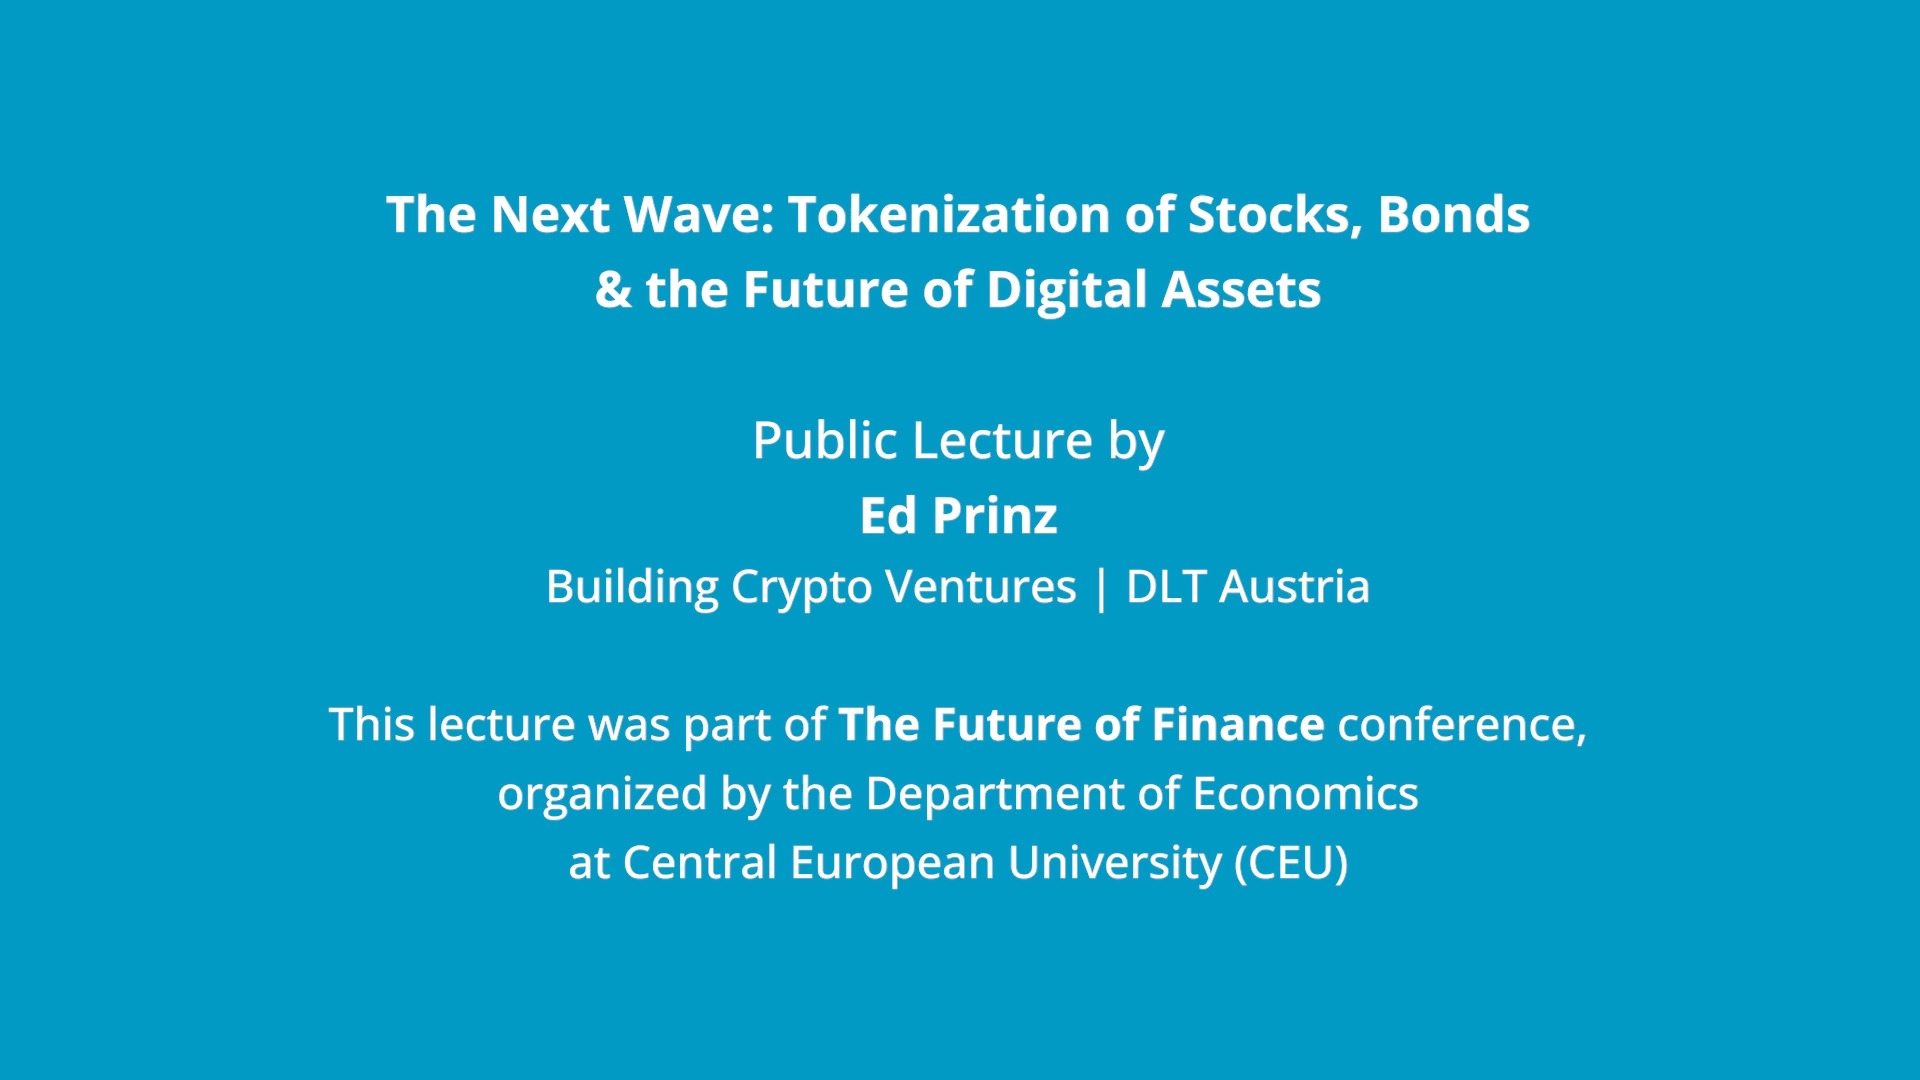 The Next Wave: Tokenization of Stocks, Bonds
& the Future of Digital Assets
Public Lecture by
Ed Prinz
Building Crypto Ventures | DLT Austria
This lecture was part of The Future of Finance conference,
organized by the Department of Economics
at Central European University (CEU)